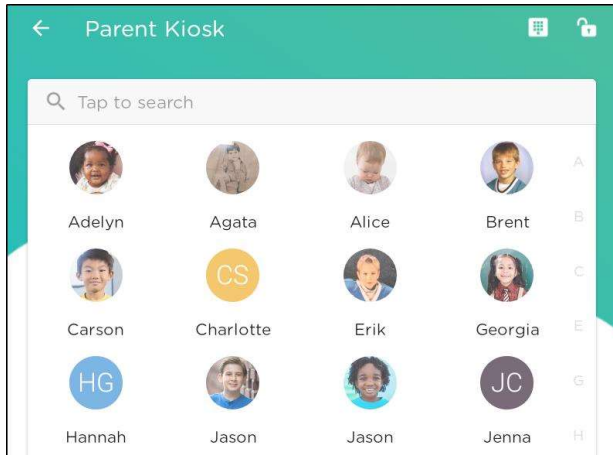 Parent Kiosk
Tap to search
A
Adelyn Agata Alice Brent
B
CS
C
Carson Charlotte Erik Georgia
E
HG JC
G
Hannah Jason Jason Jenna
H